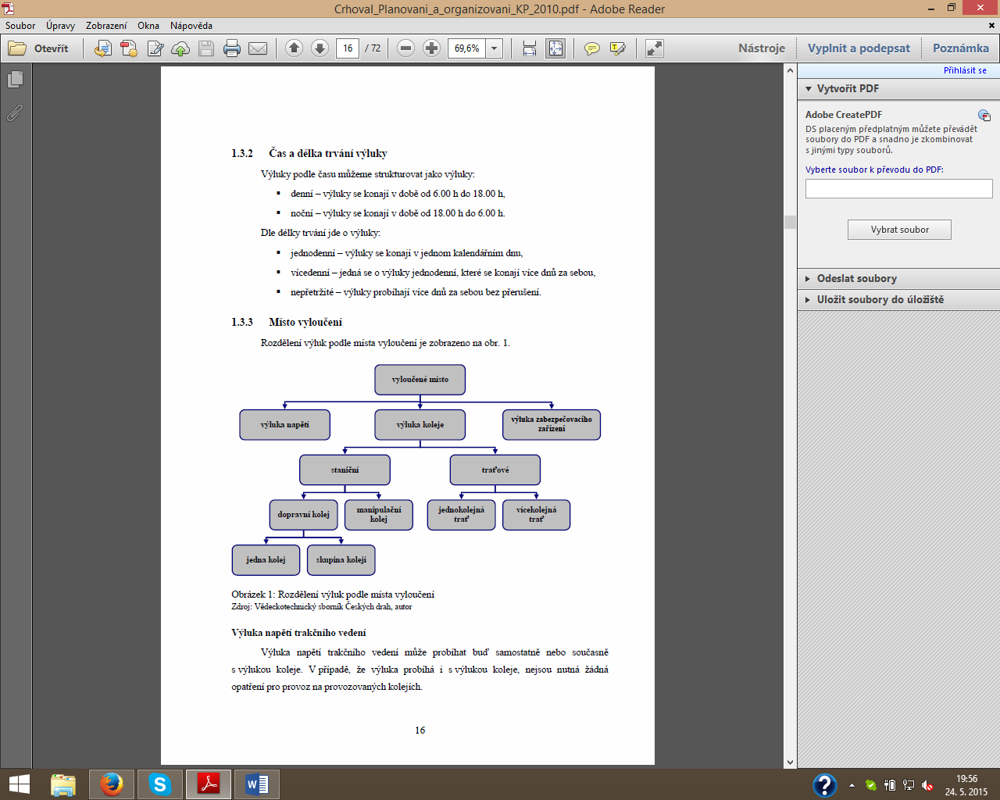 Crhoval_Planovani_a_organizovani_KP_2010.pdf - Adobe Reader
Soubor Úpravy Zobrazení Okna Nápověda
Otevřít 16 / 72 69,6% Nástroje Vyplnit a podepsat Poznámka
Přihlásit se
Vytvořit PDF
Adobe CreatePDF
DS placeným předplatným můžete převádět
soubory do PDF a snadno je zkombinovat
s jinými typy souborů.
Vyberte soubor k převodu do PDF:
Vybrat soubor
Odeslat soubory
Uložit soubory do úložiště
1.3.2 Čas a délka trvání výluky
Výluky podle času můžeme strukturovat jako výluky:
▪ denní – výluky se konají v době od 6.00 h do 18.00 h,
▪ noční – výluky se konají v době od 18.00 h do 6.00 h.
Dle délky trvání jde o výluky:
▪ jednodenní – výluky se konají v jednom kalendářním dnu,
▪ vícedenní – jedná se o výluky jednodenní, které se konají více dnů za sebou,
▪ nepřetržité – výluky probíhají více dnů za sebou bez přerušení.
1.3.3 Místo vyloučení
Rozdělení výluk podle místa vyloučení je zobrazeno na obr. 1.
vyloučené místo
výluka napětí
výluka koleje
výluka zabezpečovacího
zařízení
staniční
traťové
dopravní kolej
manipulační
kolej
jednokolejná
trať
vícekolejná
trať
jedna kolej
skupina kolejí
Obrázek 1: Rozdělení výluk podle místa vyloučení
Zdroj: Vědeckotechnický sborník Českých drah, autor
Výluka napětí trakčního vedení
Výluka napětí trakčního vedení může probíhat buď samostatně nebo současně
s výlukou koleje. V případě, že výluka probíhá i s výlukou koleje, nejsou nutná žádná
opatření pro provoz na provozovaných kolejích.
16
19:56
24. 5. 2015